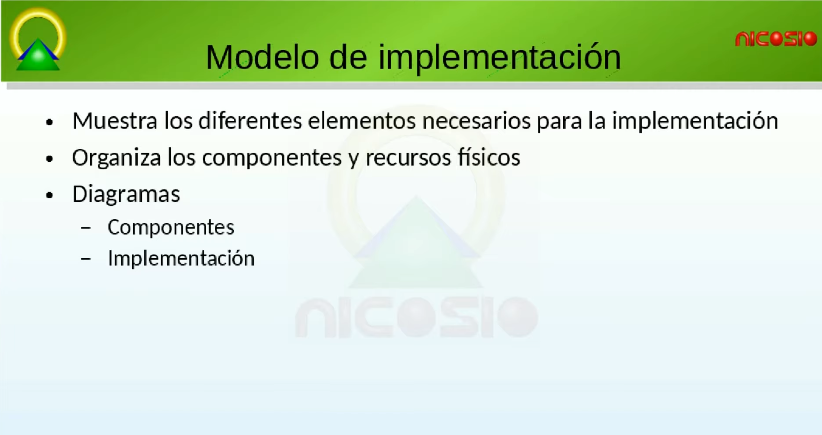 NICOSIO
Modelo de implementación
• Muestra los diferentes elementos necesarios para la implementación
• Organiza los componentes y recursos físicos
• Diagramas
– Componentes
– Implementación
NICOSIO